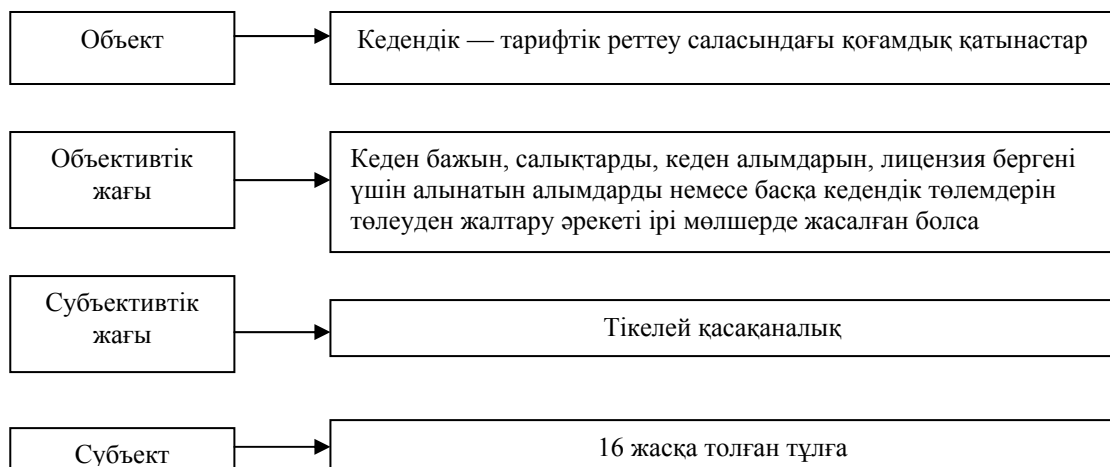 Объект
Кедендік — тарифтік реттеу саласындағы қоғамдық қатынастар
Объективтік
жағы
Кеден бажын, салықтарды, кеден алымдарын, лицензия бергені
үшін алынатын алымдарды немесе басқа кедендік төлемдерін
төлеуден жалтару әрекеті ірі мөлшерде жасалған болса
Субъективтік
жағы
Тікелей қасақаналық
Субъект
16 жасқа толған тұлға